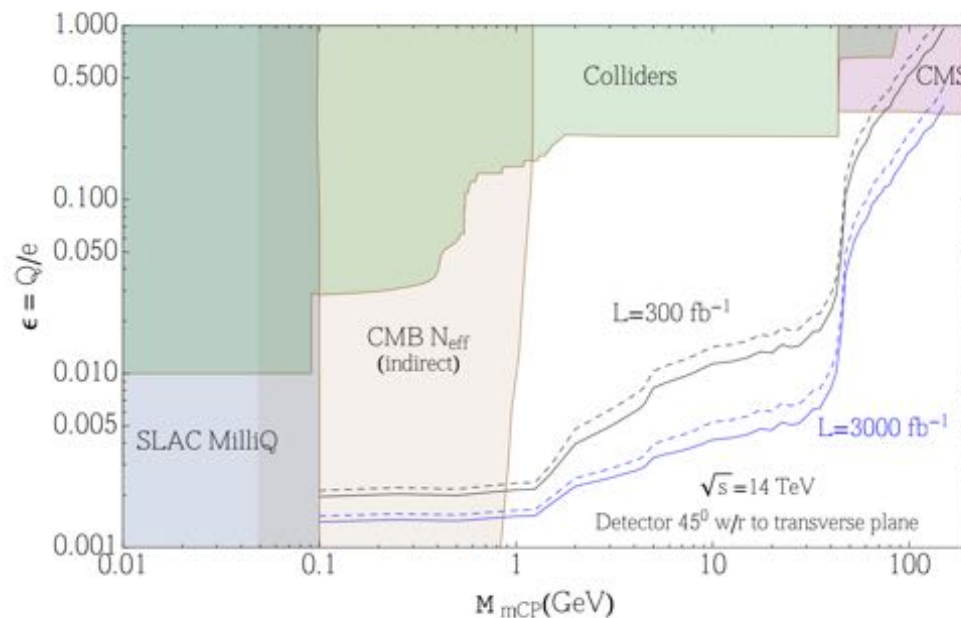 1.000
0.500
0.100
0.050
0.010
0.005
0.001
ϵ = Q/e
Colliders
CMS
CMB N_eff
(indirect)
SLAC MilliQ
L=300 fb⁻¹
L=3000 fb⁻¹
√s =14 TeV
Detector 45⁰ w/r to transverse plane
0.01 0.1 1 10 100
M mCP(GeV)